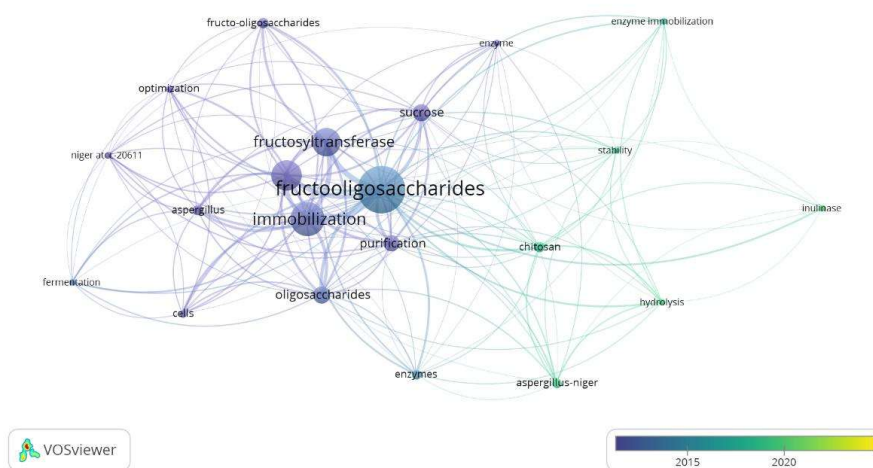 fructo-oligosaccharides
enzyme immobilization
enzyme
optimization
sucrose
fructosyltransferase
stability
niger atcc-20611
fructooligosaccharides
aspergillus
immobilization
inulinase
purification
chitosan
fermentation
oligosaccharides
hydrolysis
cells
enzymes
aspergillus-niger
VOSviewer
2015 2020